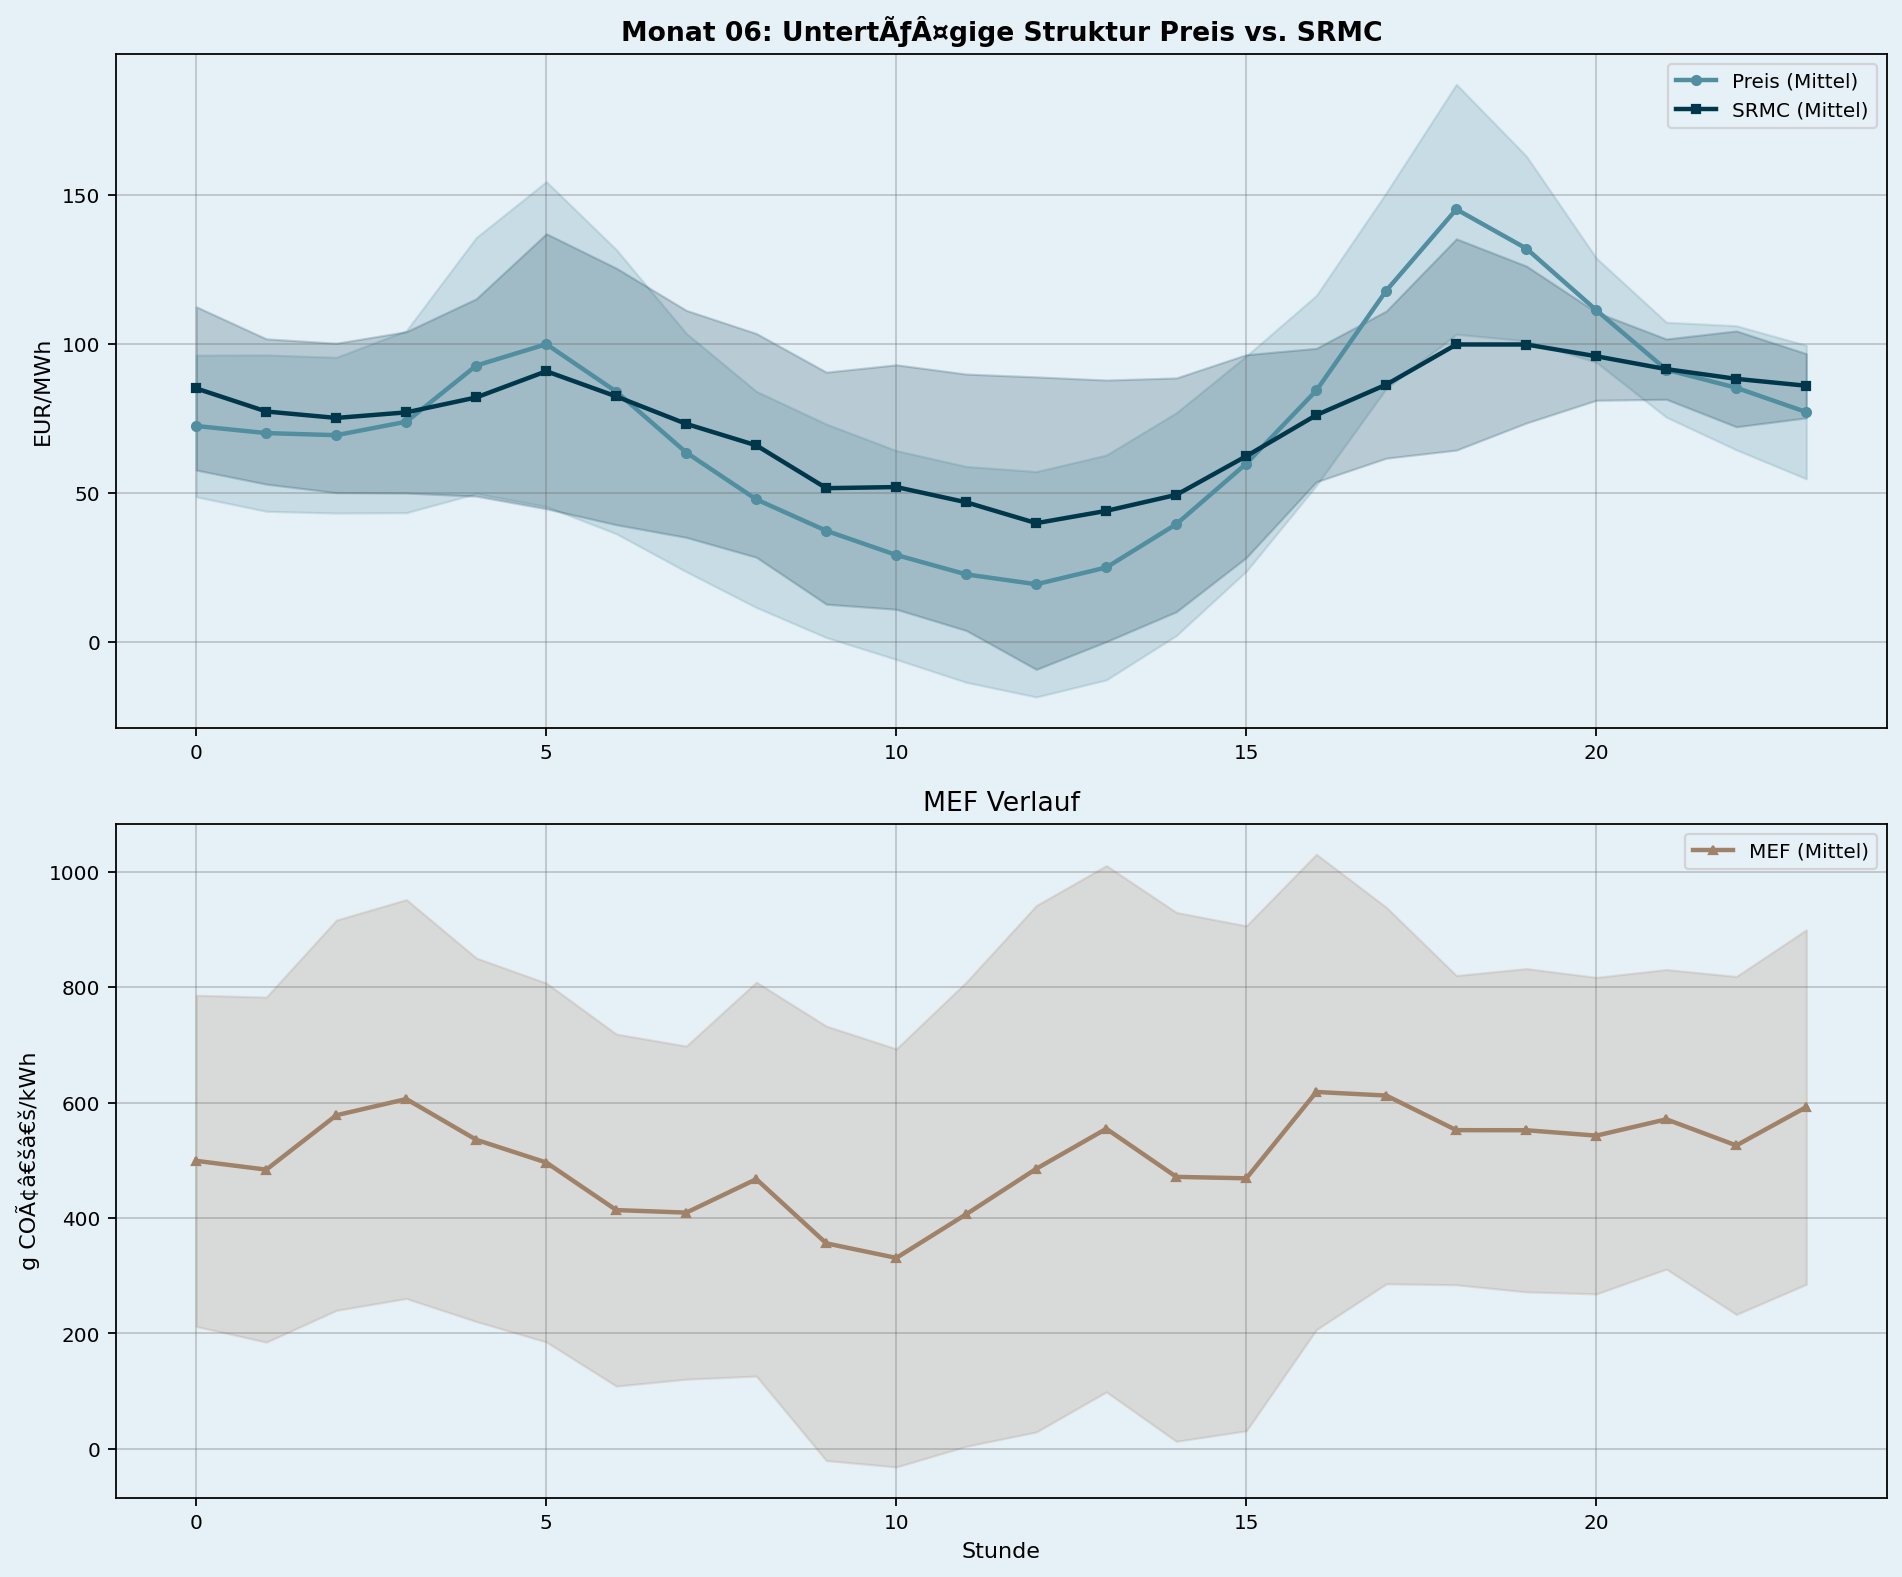 Monat 06: UntertÃƒÂ¤gige Struktur Preis vs. SRMC
Preis (Mittel)
SRMC (Mittel)
EUR/MWh
150
100
50
0
0
5
10
15
20
MEF Verlauf
MEF (Mittel)
g COÃ¢â€šâ€š/kWh
1000
800
600
400
200
0
0
5
10
15
20
Stunde